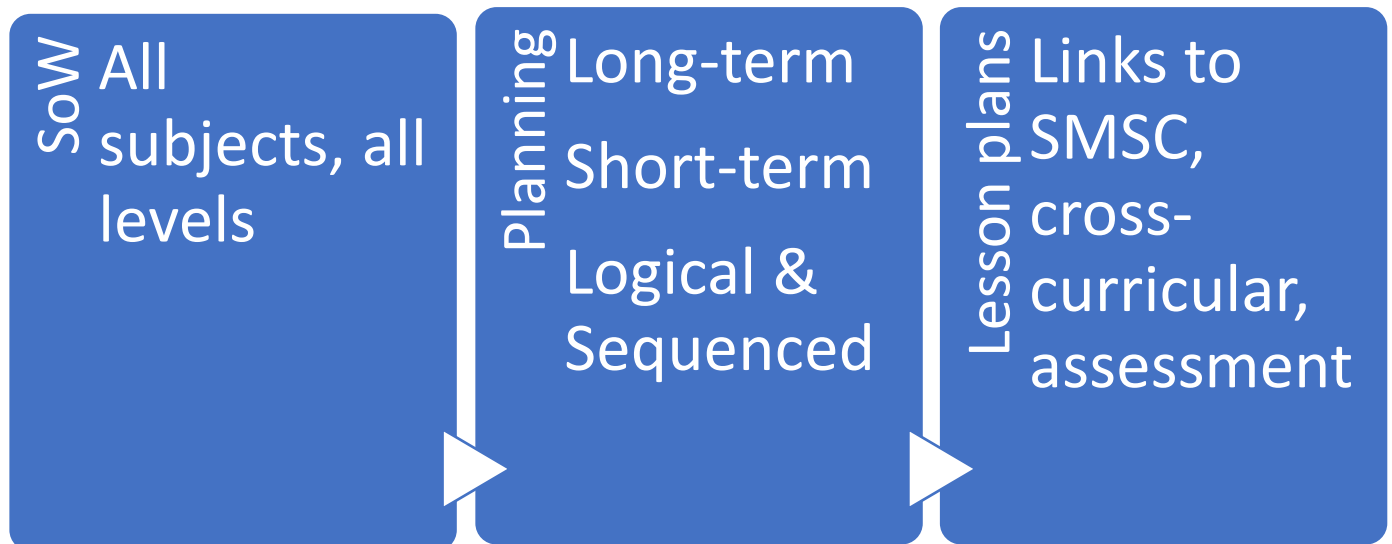 SoW
All
subjects, all
levels
Planning
Long-term
Short-term
Logical &
Sequenced
Lesson plans
Links to
SMSC,
cross-
curricular,
assessment